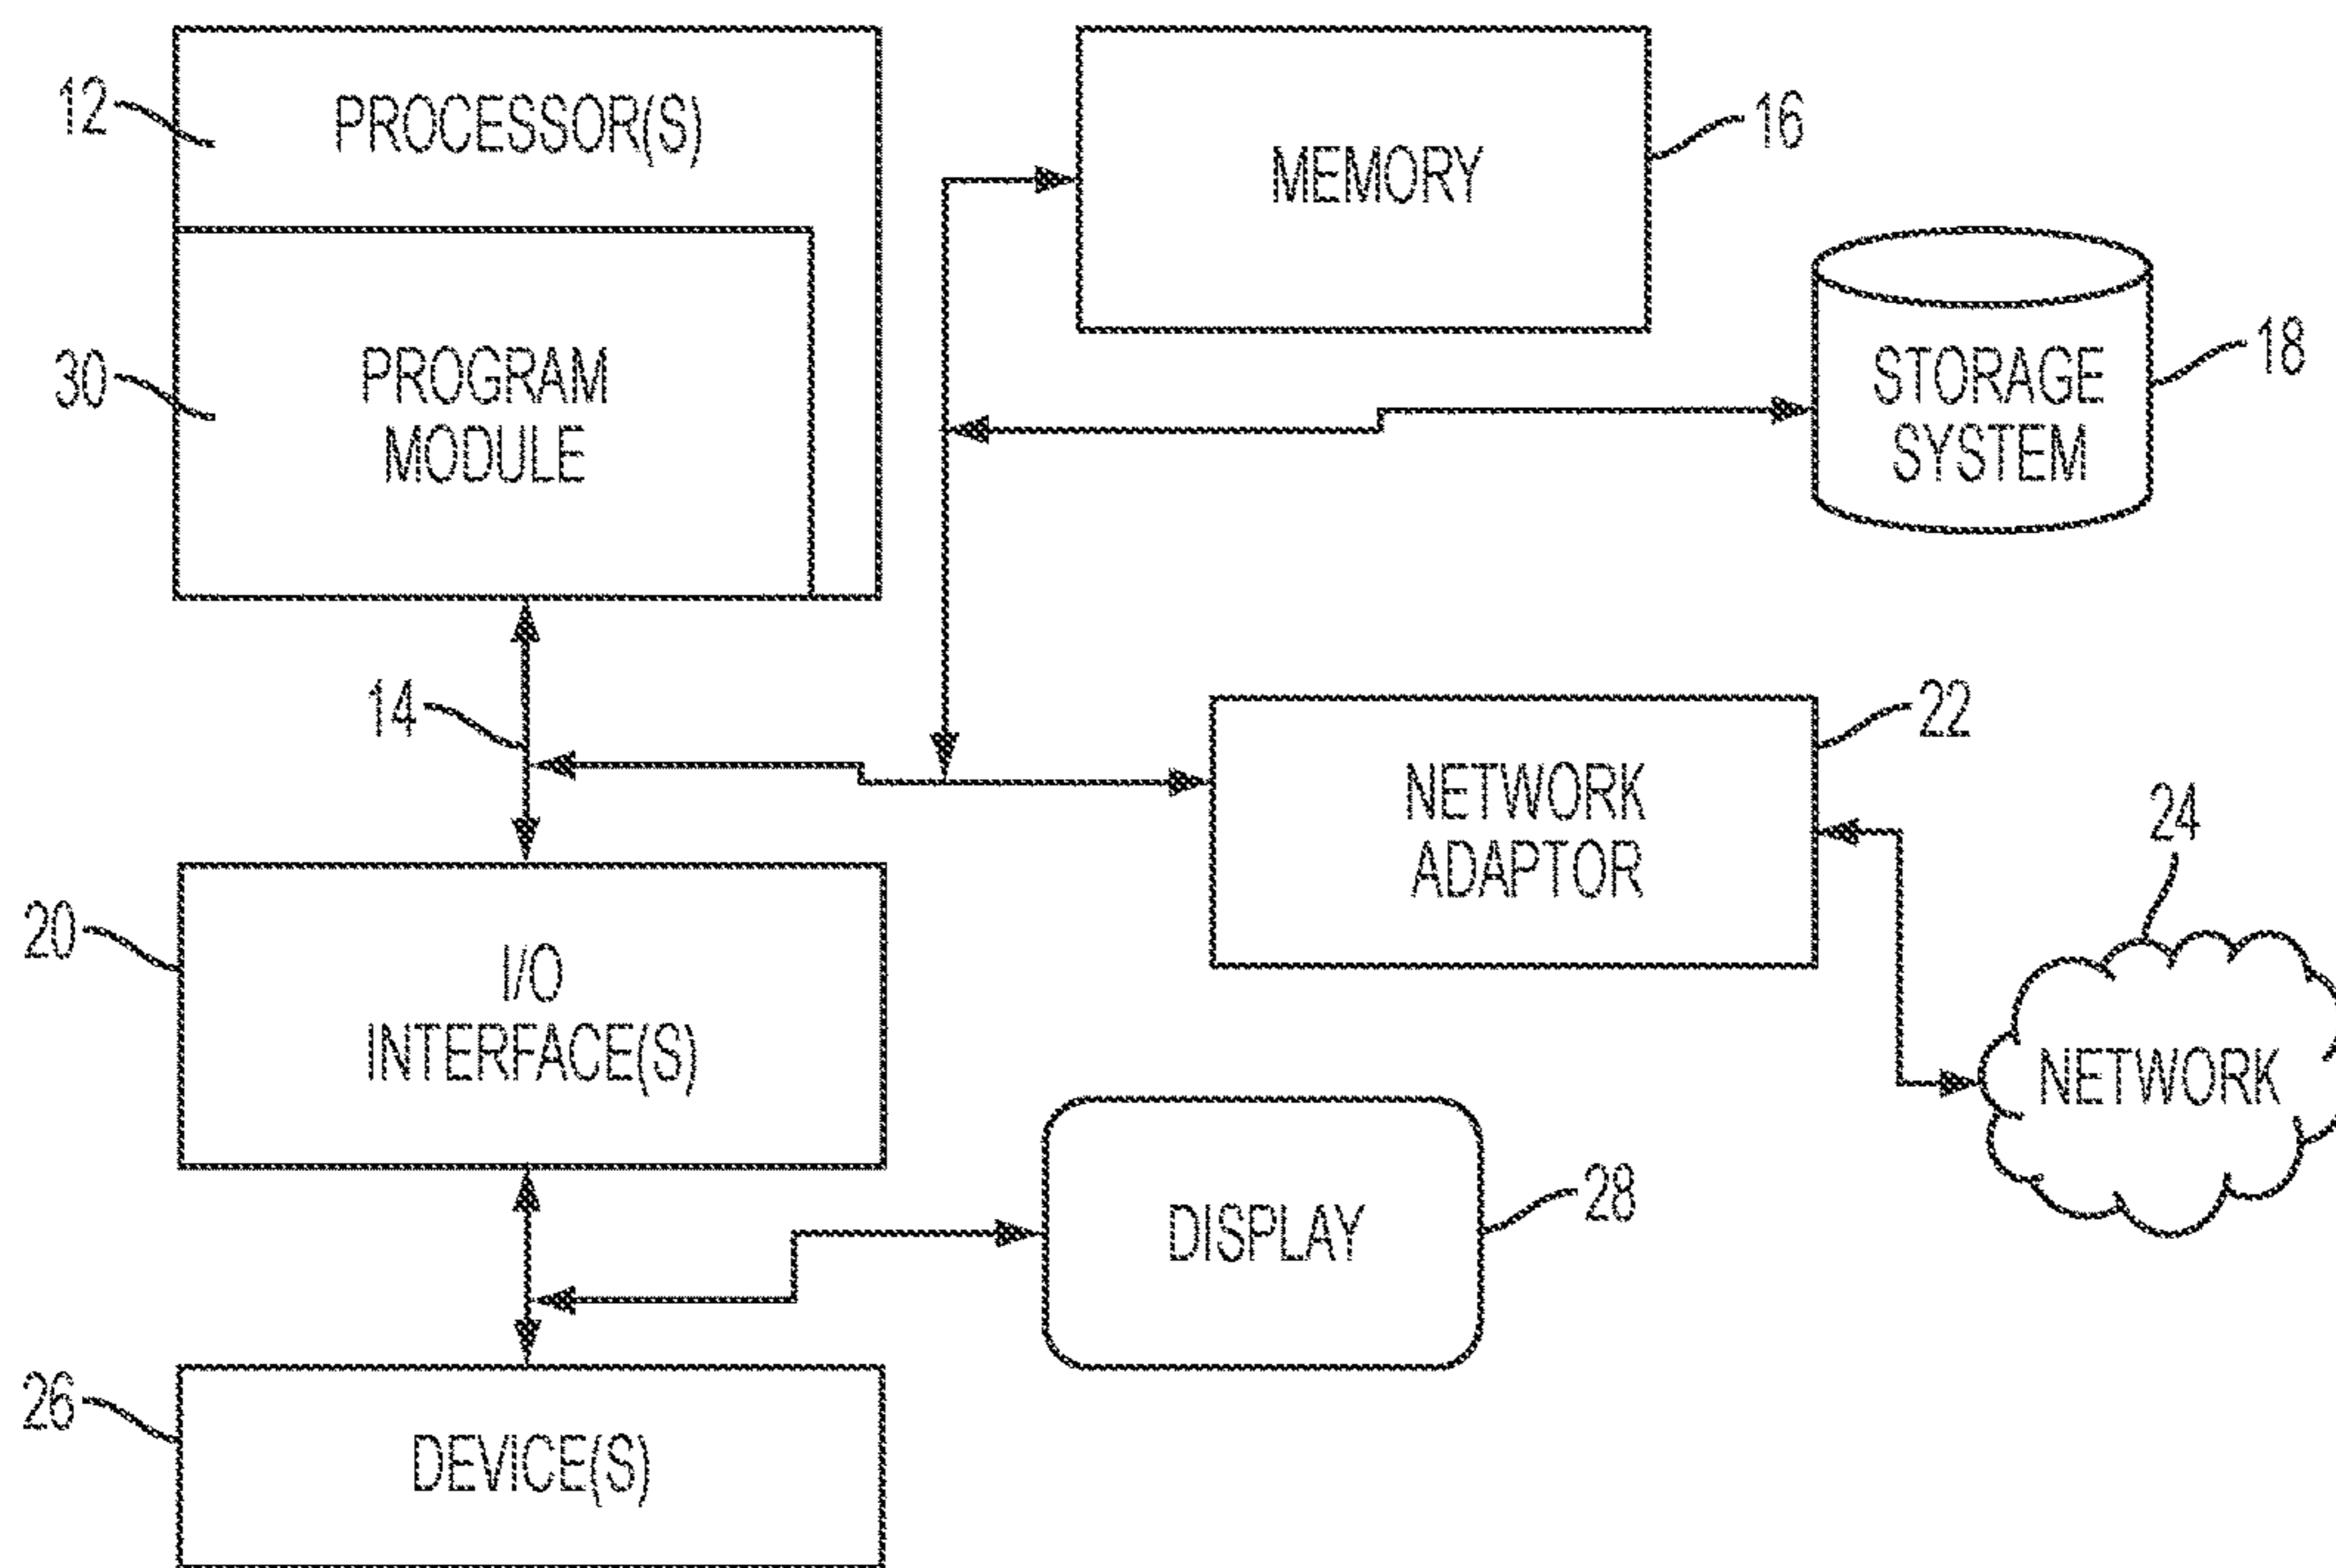 12
PROCESSOR(S)
MEMORY
16
30
PROGRAM
MODULE
STORAGE
SYSTEM
18
14
22
NETWORK
ADAPTOR
24
20
I/O
INTERFACE(S)
NETWORK
DISPLAY
28
26
DEVICE(S)